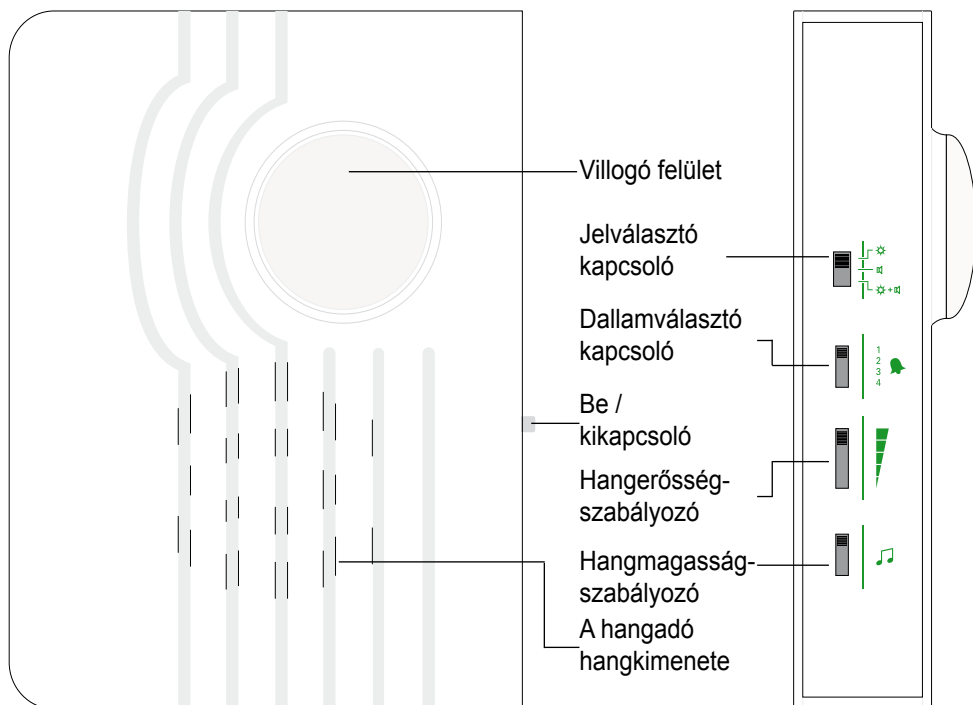 Villogó felület
Jelválasztó
kapcsoló
Dallamválasztó
kapcsoló
Be /
kikapcsoló
Hangerősség-
szabályozó
Hangmagasság-
szabályozó
A hangadó
hangkimenete
+
1
2
3
4